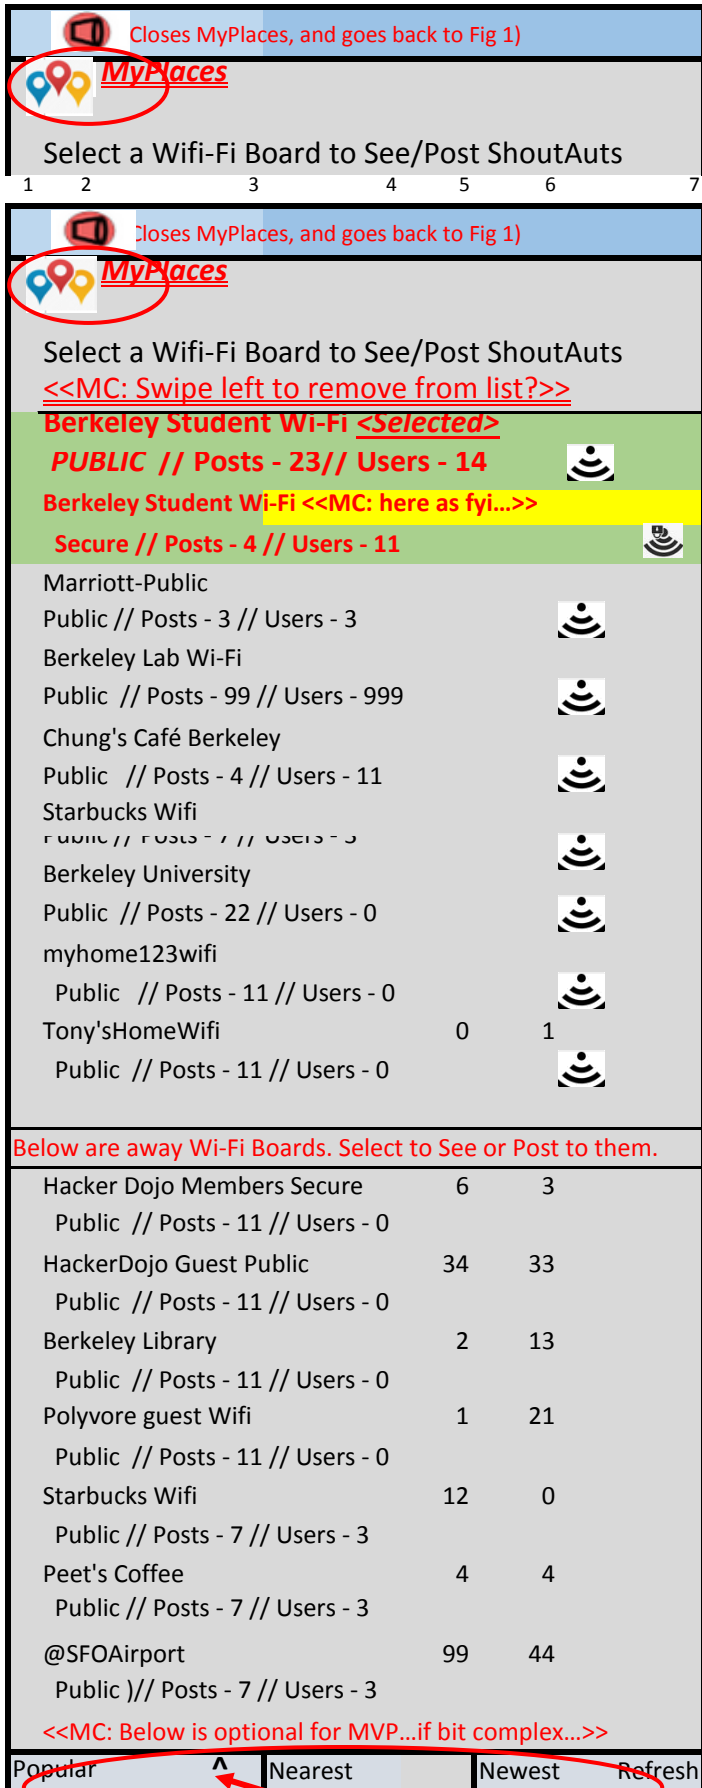 Closes MyPlaces, and goes back to Fig 1)
MyPlaces
Select a Wifi-Fi Board to See/Post ShoutAuts
1 2 3 4 5 6 7
Closes MyPlaces, and goes back to Fig 1)
MyPlaces
Select a Wifi-Fi Board to See/Post ShoutAuts
<<MC: Swipe left to remove from list?>>
Berkeley Student Wi-Fi <Selected>
PUBLIC // Posts - 23// Users - 14
Berkeley Student Wi-Fi <<MC: here as fyi...>>
Secure // Posts - 4 // Users - 11
Marriott-Public
Public // Posts - 3 // Users - 3
Berkeley Lab Wi-Fi
Public // Posts - 99 // Users - 999
Chung's Café Berkeley
Public // Posts - 4 // Users - 11
Starbucks Wifi
Public // Posts - 7 // Users - 3
Berkeley University
Public // Posts - 22 // Users - 0
myhome123wifi
Public // Posts - 11 // Users - 0
Tony'sHomeWifi 0 1
Public // Posts - 11 // Users - 0
Below are away Wi-Fi Boards. Select to See or Post to them.
Hacker Dojo Members Secure 6 3
Public // Posts - 11 // Users - 0
HackerDojo Guest Public 34 33
Public // Posts - 11 // Users - 0
Berkeley Library 2 13
Public // Posts - 11 // Users - 0
Polyvore guest Wifi 1 21
Public // Posts - 11 // Users - 0
Starbucks Wifi 12 0
Public // Posts - 7 // Users - 3
Peet's Coffee 4 4
Public // Posts - 7 // Users - 3
@SFOAirport 99 44
Public )// Posts - 7 // Users - 3
<<MC: Below is optional for MVP...if bit complex...>>
Popular ^ Nearest Newest Refresh